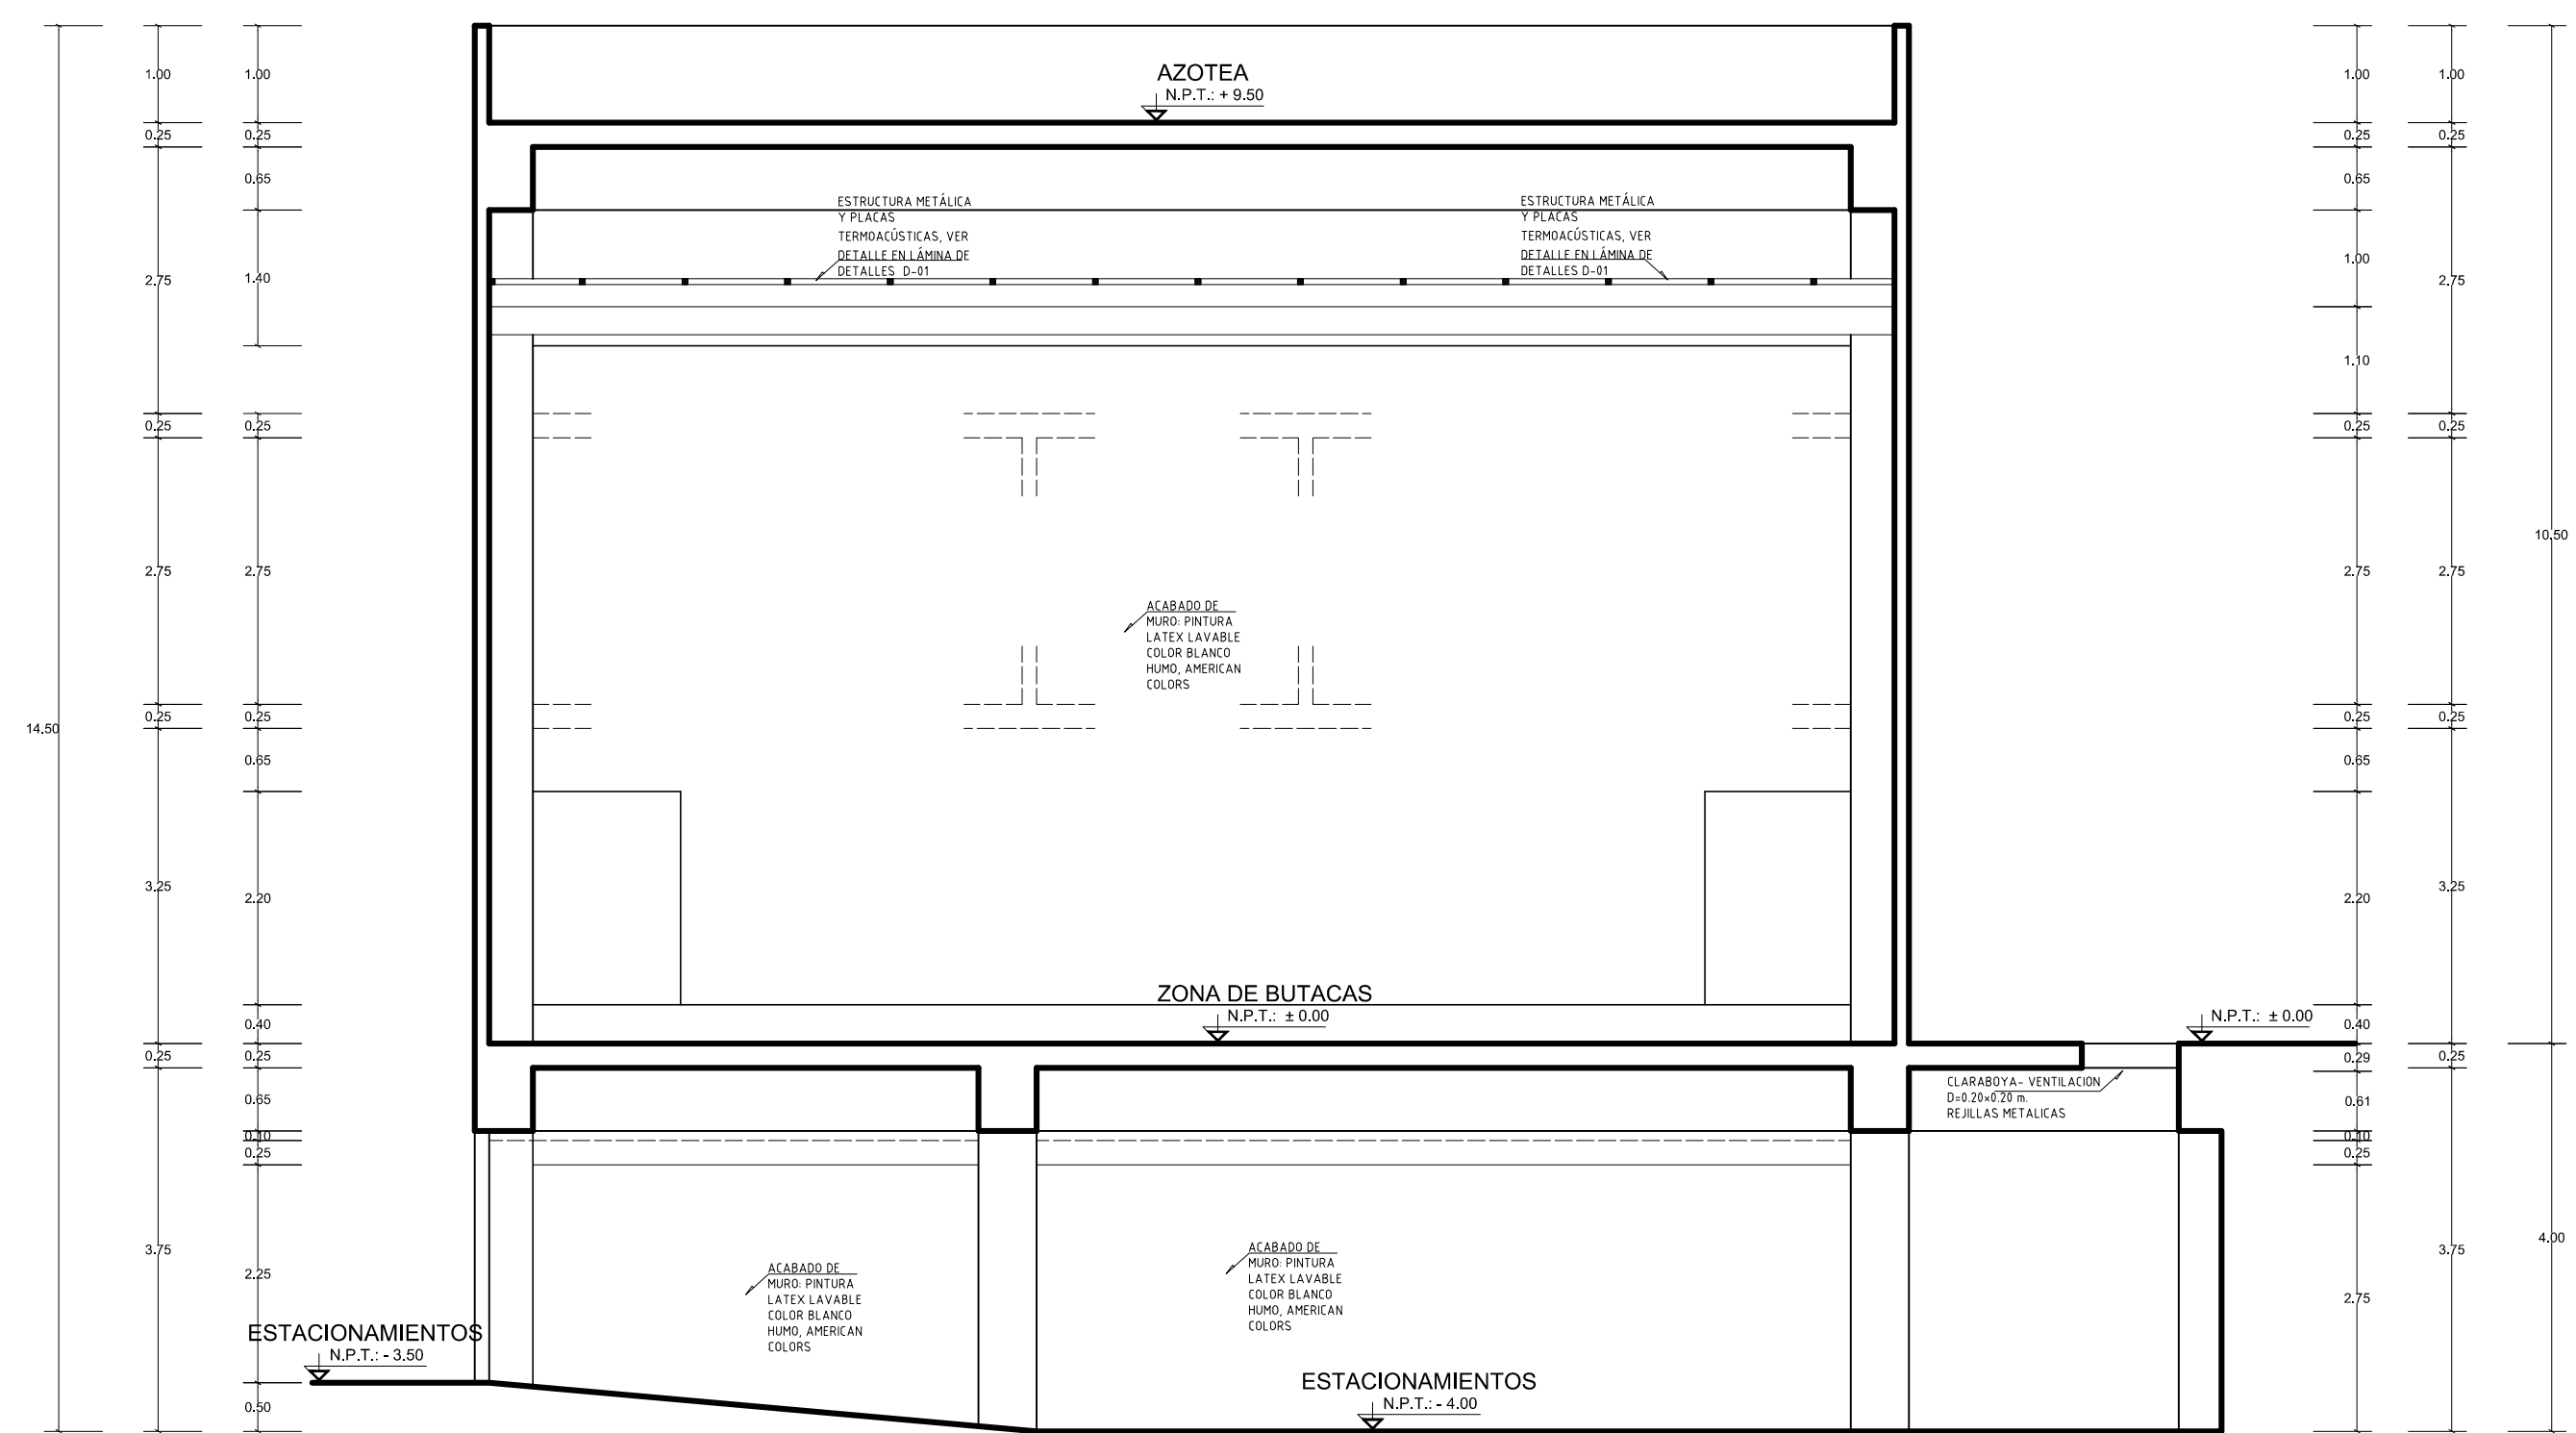 AZOTEA
N.P.T.: + 9.50
ESTRUCTURA METÁLICA
Y PLACAS
TERMOACÚSTICAS, VER
DETALLE EN LÁMINA DE
DETALLES D-01
ESTRUCTURA METÁLICA
Y PLACAS
TERMOACÚSTICAS, VER
DETALLE EN LÁMINA DE
DETALLES D-01
ACABADO DE
MURO: PINTURA
LATEX LAVABLE
COLOR BLANCO
HUMO, AMERICAN
COLORS
ZONA DE BUTACAS
N.P.T.: ± 0.00
N.P.T.: ± 0.00
CLARABOYA- VENTILACION
D=0.20x0.20 m.
REJILLAS METALICAS
ACABADO DE
MURO: PINTURA
LATEX LAVABLE
COLOR BLANCO
HUMO, AMERICAN
COLORS
ACABADO DE
MURO: PINTURA
LATEX LAVABLE
COLOR BLANCO
HUMO, AMERICAN
COLORS
ESTACIONAMIENTOS
N.P.T.: - 3.50
ESTACIONAMIENTOS
N.P.T.: - 4.00
14.50
1.00
0.25
2.75
0.25
2.75
0.25
3.25
0.25
3.75
1.00
0.25
0.65
1.40
0.25
2.75
0.25
0.65
2.20
0.40
0.25
0.65
0.10
0.25
2.25
0.50
1.00
0.25
0.65
1.00
1.10
0.25
2.75
0.25
0.65
2.20
0.40
0.29
0.61
0.10
0.25
2.75
1.00
0.25
2.75
0.25
2.75
0.25
3.25
0.25
3.75
10.50
4.00